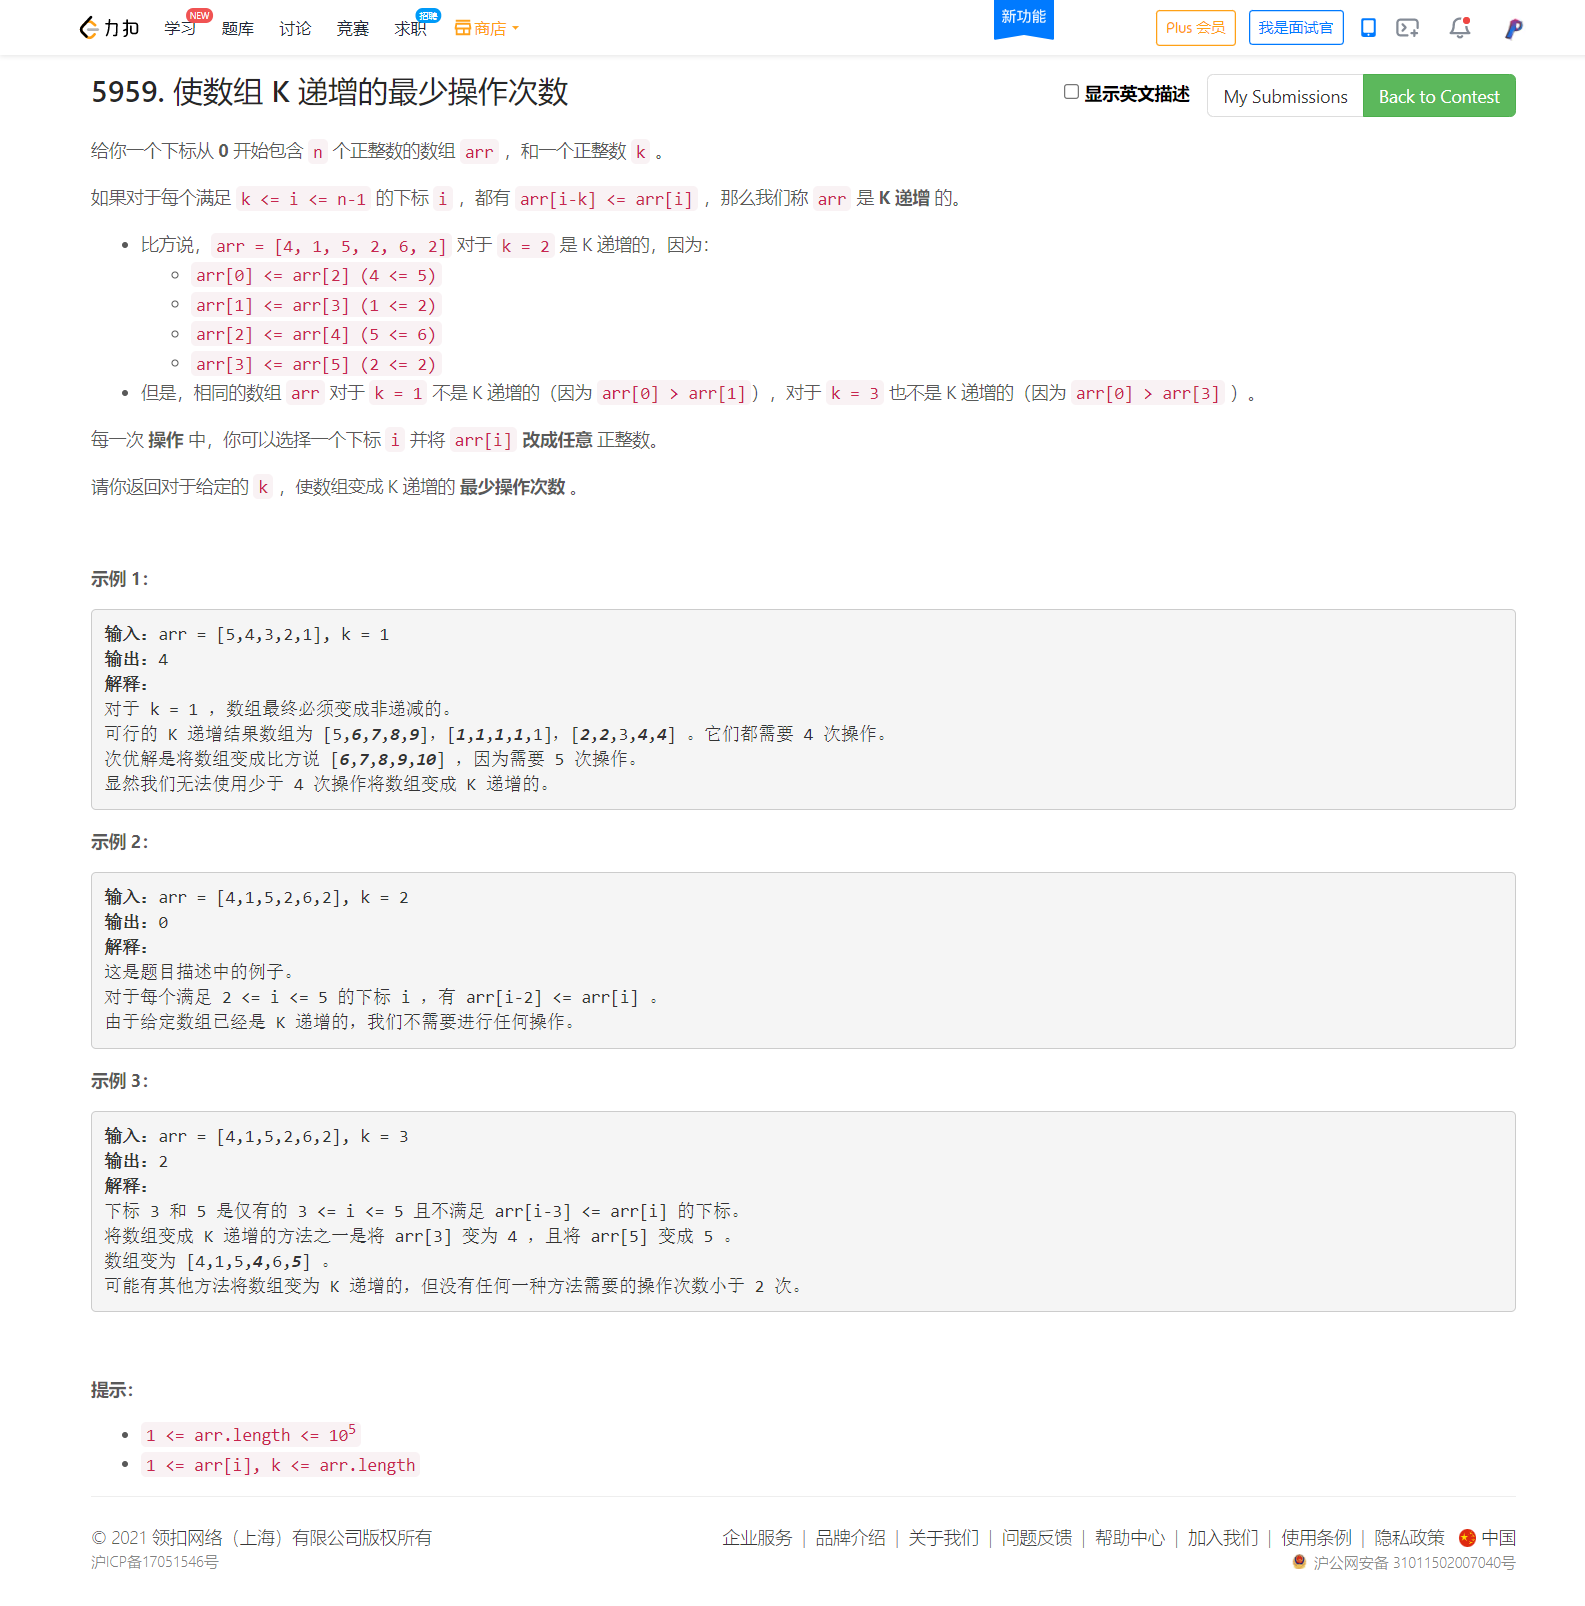 力扣 学习 NEW 题库 讨论 竞赛 求职 招聘 商店 新功能 Plus 会员 我是面试官
5959. 使数组 K 递增的最少操作次数 显示英文描述 My Submissions Back to Contest
给你一个下标从 0 开始包含 n 个正整数的数组 arr ，和一个正整数 k 。
如果对于每个满足 k <= i <= n-1 的下标 i ，都有 arr[i-k] <= arr[i] ，那么我们称 arr 是 K 递增 的。
比方说，arr = [4, 1, 5, 2, 6, 2] 对于 k = 2 是 K 递增的，因为：
arr[0] <= arr[2] (4 <= 5)
arr[1] <= arr[3] (1 <= 2)
arr[2] <= arr[4] (5 <= 6)
arr[3] <= arr[5] (2 <= 2)
但是，相同的数组 arr 对于 k = 1 不是 K 递增的（因为 arr[0] > arr[1]），对于 k = 3 也不是 K 递增的（因为 arr[0] > arr[3] ）。
每一次 操作 中，你可以选择一个下标 i 并将 arr[i] 改成任意 正整数。
请你返回对于给定的 k ，使数组变成 K 递增的 最少操作次数 。
示例 1：
输入：arr = [5,4,3,2,1], k = 1
输出：4
解释：
对于 k = 1 ，数组最终必须变成非递减的。
可行的 K 递增结果数组为 [5,6,7,8,9]，[1,1,1,1,1]，[2,2,3,4,4] 。它们都需要 4 次操作。
次优解是将数组变成比方说 [6,7,8,9,10] ，因为需要 5 次操作。
显然我们无法使用少于 4 次操作将数组变成 K 递增的。
示例 2：
输入：arr = [4,1,5,2,6,2], k = 2
输出：0
解释：
这是题目描述中的例子。
对于每个满足 2 <= i <= 5 的下标 i ，有 arr[i-2] <= arr[i] 。
由于给定数组已经是 K 递增的，我们不需要进行任何操作。
示例 3：
输入：arr = [4,1,5,2,6,2], k = 3
输出：2
解释：
下标 3 和 5 是仅有的 3 <= i <= 5 且不满足 arr[i-3] <= arr[i] 的下标。
将数组变成 K 递增的方法之一是将 arr[3] 变为 4 ，且将 arr[5] 变成 5 。
数组变为 [4,1,5,4,6,5] 。
可能有其他方法将数组变为 K 递增的，但没有任何一种方法需要的操作次数小于 2 次。
提示：
1 <= arr.length <= 10⁵
1 <= arr[i], k <= arr.length
© 2021 领扣网络（上海）有限公司版权所有 企业服务 | 品牌介绍 | 关于我们 | 问题反馈 | 帮助中心 | 加入我们 | 使用条例 | 隐私政策 中国
沪ICP备17051546号 沪公网安备 31011502007040号